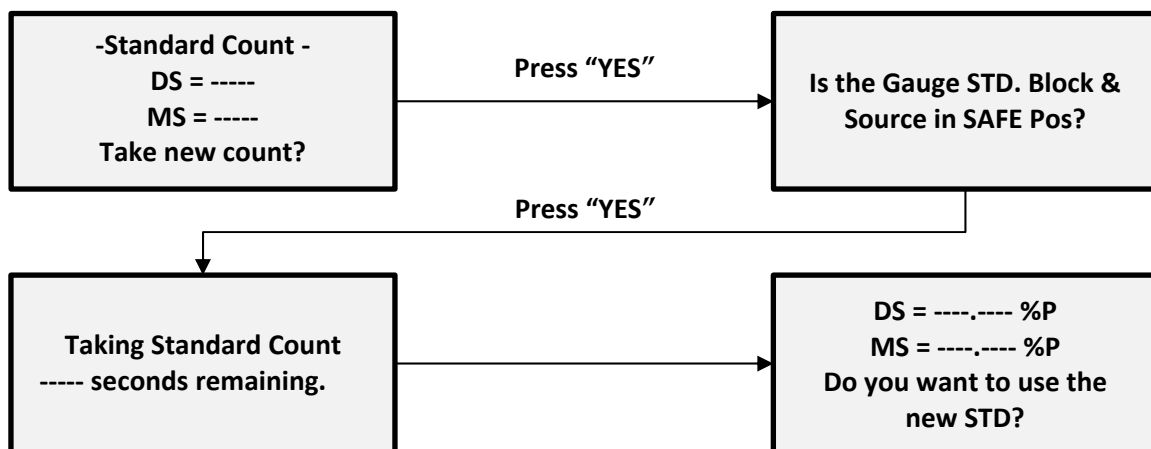 -Standard Count -
DS = -----
MS = -----
Take new count?
Press “YES”
Is the Gauge STD. Block &
Source in SAFE Pos?
Press “YES”
Taking Standard Count
----- seconds remaining.
DS = ----.---- %P
MS = ----.---- %P
Do you want to use the
new STD?